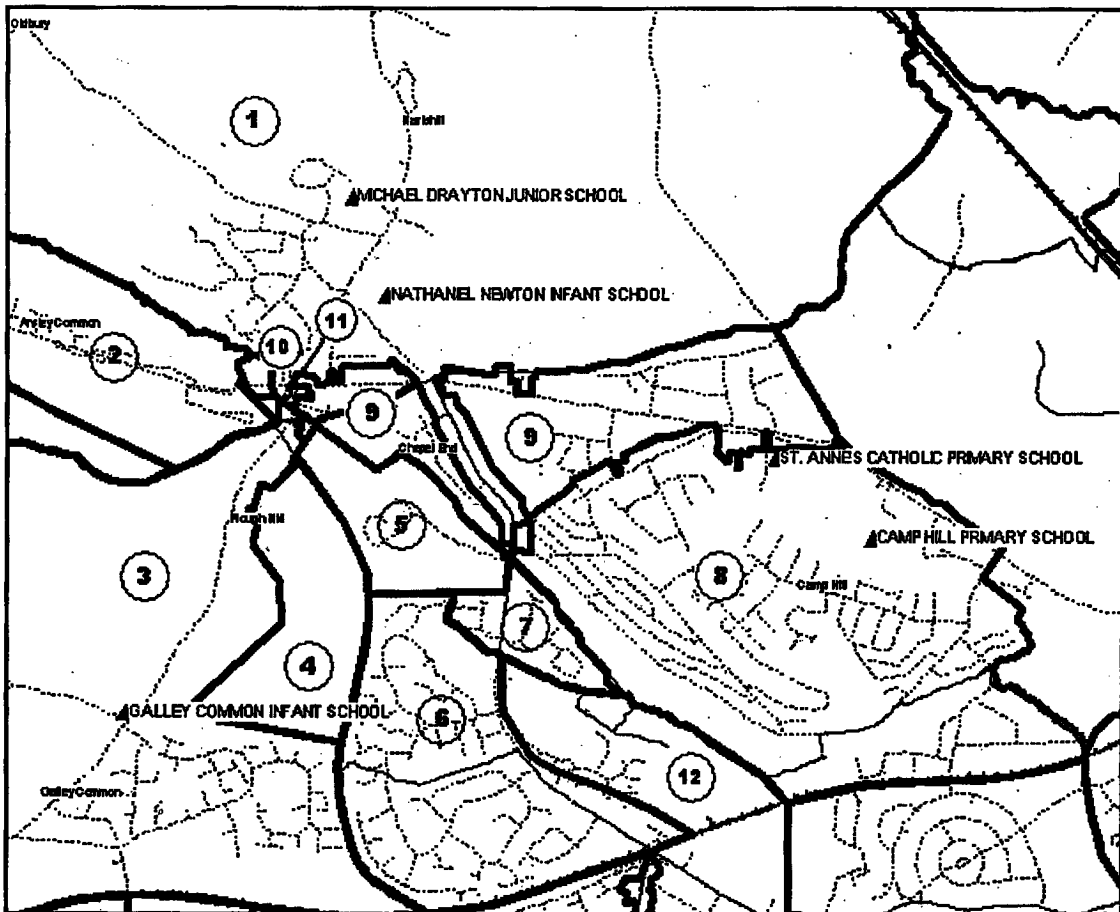 Oldbury
1
Hartshill
MICHAEL DRAYTON JUNIOR SCHOOL
NATHANEL NEWTON INFANT SCHOOL
11
Ansley Common
10
2
9
Chapel End
9
ST. ANNES CATHOLIC PRIMARY SCHOOL
Plough Hill
5
CAMP HILL PRIMARY SCHOOL
3
8
Camp Hill
7
4
GALLEY COMMON INFANT SCHOOL
6
12
Galley Common